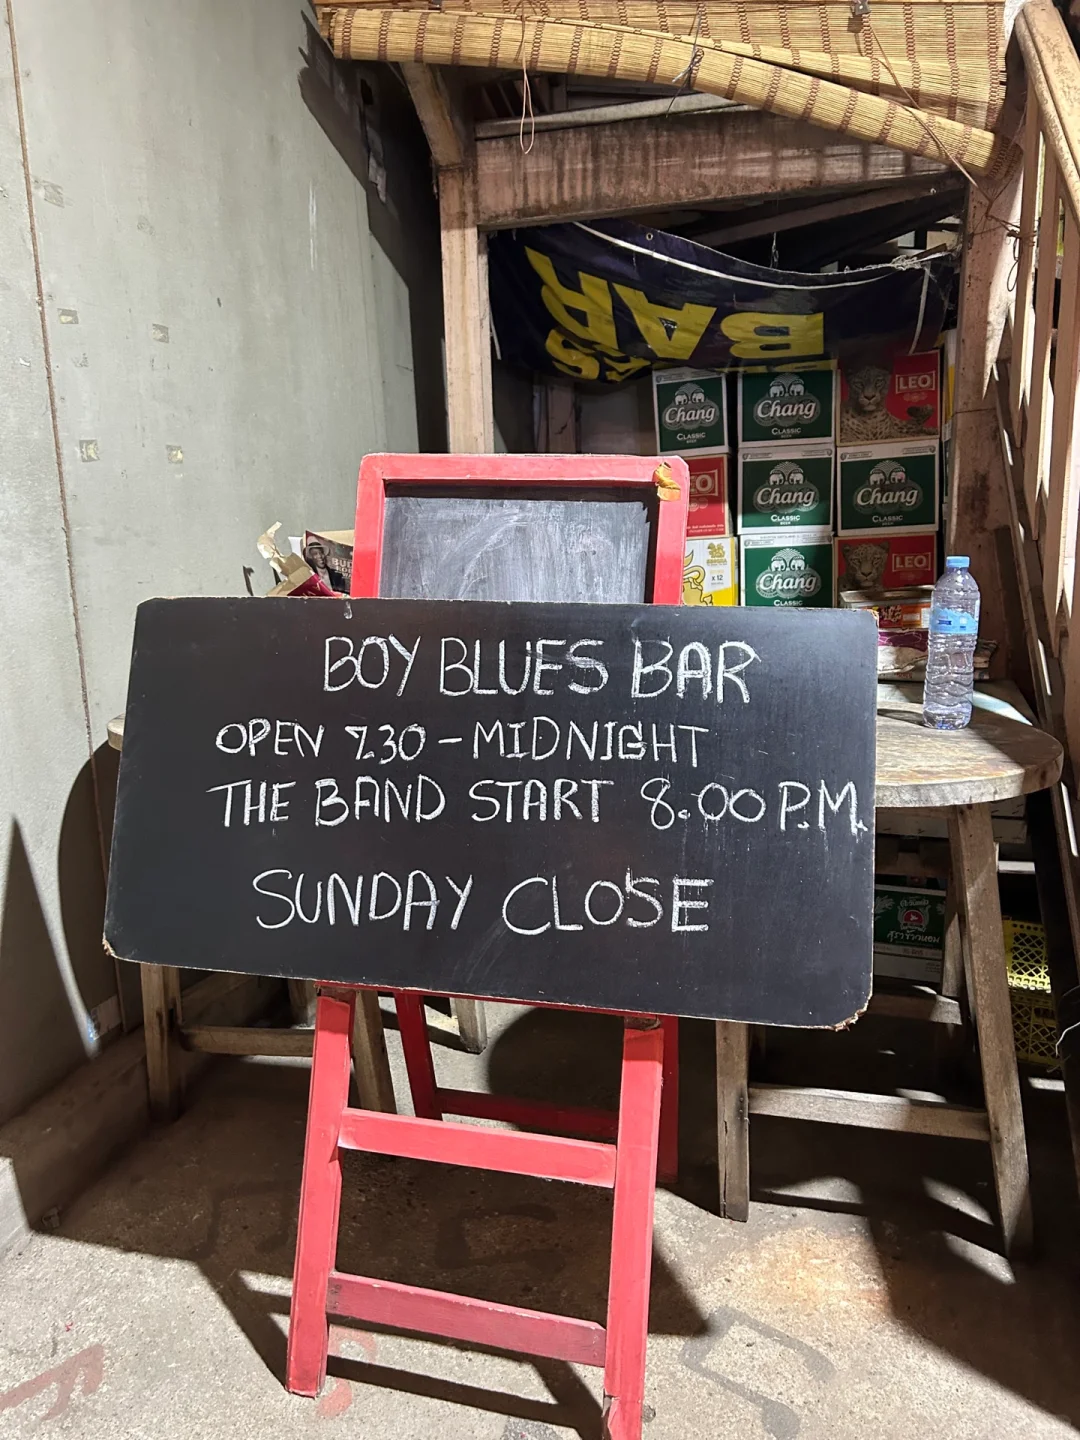 BAR
Chang
CLASSIC
Chang
CLASSIC
LEO
Chang
CLASSIC
Chang
CLASSIC
x 12
Chang
CLASSIC
LEO
BOY BLUES BAR
OPEN 7.30 - MIDNIGHT
THE BAND START 8.00 P.M.
SUNDAY CLOSE